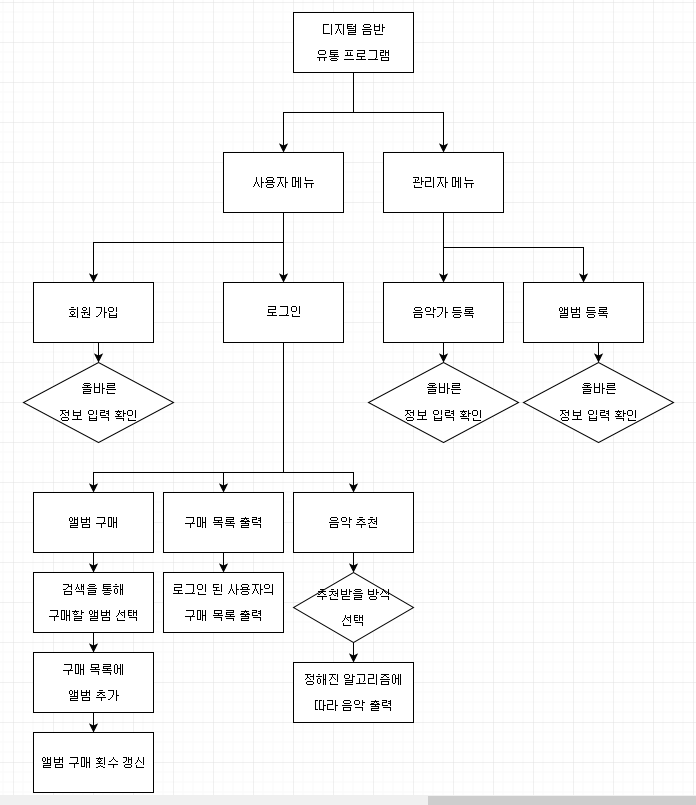 디지털 음반
유통 프로그램
사용자 메뉴
관리자 메뉴
회원 가입
로그인
음악가 등록
앨범 등록
올바른
정보 입력 확인
올바른
정보 입력 확인
올바른
정보 입력 확인
앨범 구매
구매 목록 출력
음악 추천
검색을 통해
구매할 앨범 선택
로그인 된 사용자의
구매 목록 출력
추천받을 방식
선택
구매 목록에
앨범 추가
정해진 알고리즘에
따라 음악 출력
앨범 구매 횟수 갱신